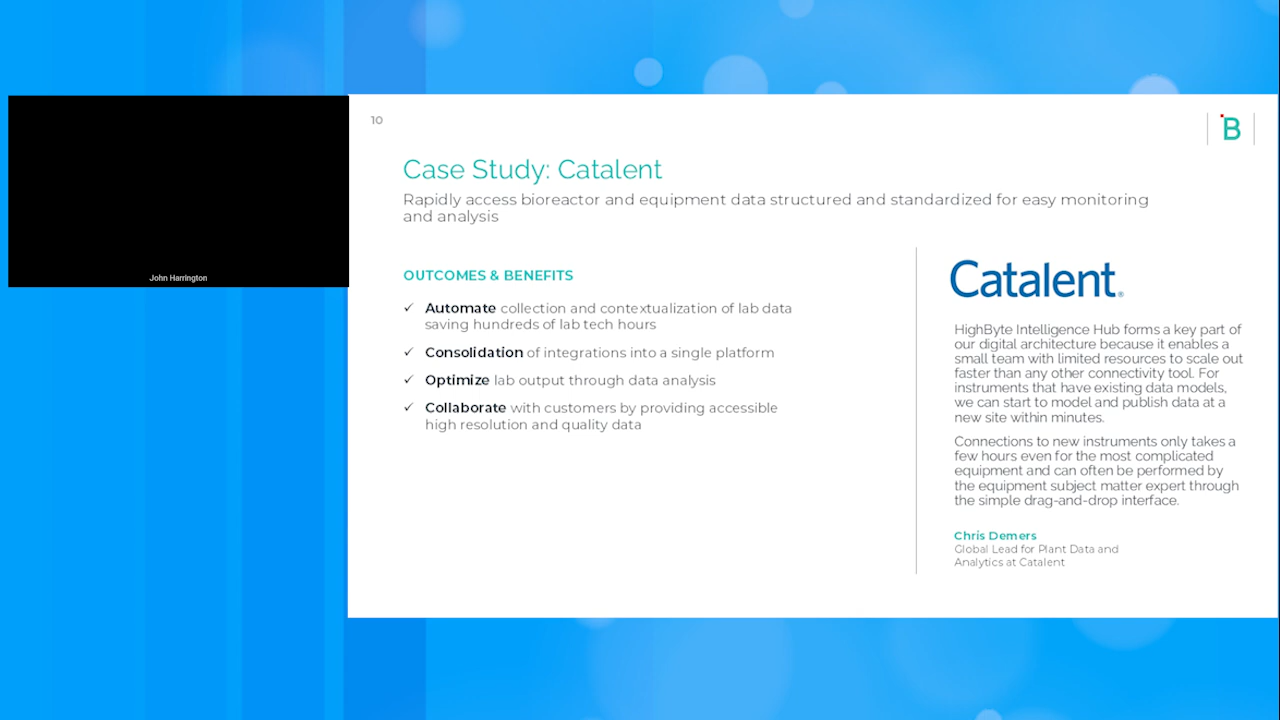 John Harrington
10
B
Case Study: Catalent
Rapidly access bioreactor and equipment data structured and standardized for easy monitoring
and analysis
OUTCOMES & BENEFITS
✓ Automate collection and contextualization of lab data
saving hundreds of lab tech hours
✓ Consolidation of integrations into a single platform
✓ Optimize lab output through data analysis
✓ Collaborate with customers by providing accessible
high resolution and quality data
Catalent®
HighByte Intelligence Hub forms a key part of
our digital architecture because it enables a
small team with limited resources to scale out
faster than any other connectivity tool. For
instruments that have existing data models,
we can start to model and publish data at a
new site within minutes.
Connections to new instruments only takes a
few hours even for the most complicated
equipment and can often be performed by
the equipment subject matter expert through
the simple drag-and-drop interface.
Chris Demers
Global Lead for Plant Data and
Analytics at Catalent